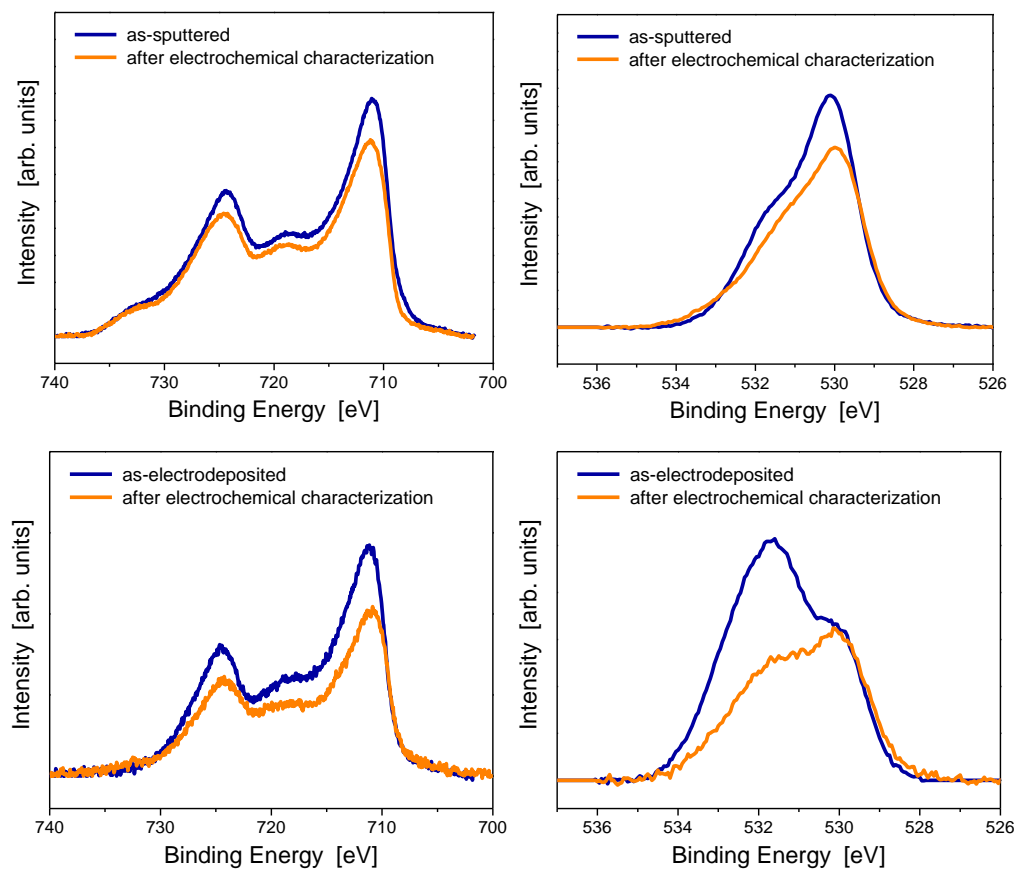 as-sputtered
after electrochemical characterization
Intensity [arb. units]
740 730 720 710 700
Binding Energy [eV]
as-sputtered
after electrochemical characterization
Intensity [arb. units]
536 534 532 530 528 526
Binding Energy [eV]
as-electrodeposited
after electrochemical characterization
Intensity [arb. units]
740 730 720 710 700
Binding Energy [eV]
as-electrodeposited
after electrochemical characterization
Intensity [arb. units]
536 534 532 530 528 526
Binding Energy [eV]